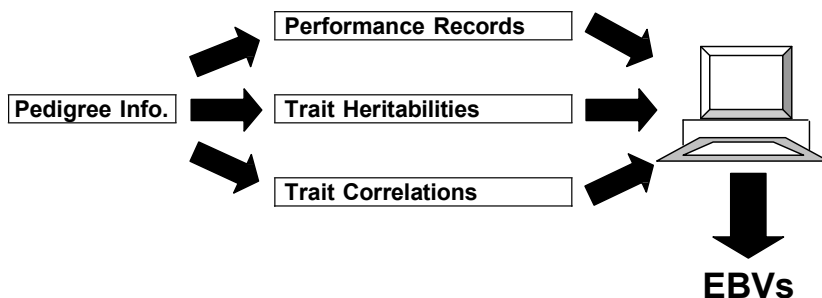 Performance Records
Pedigree Info.
Trait Heritabilities
Trait Correlations
EBVs